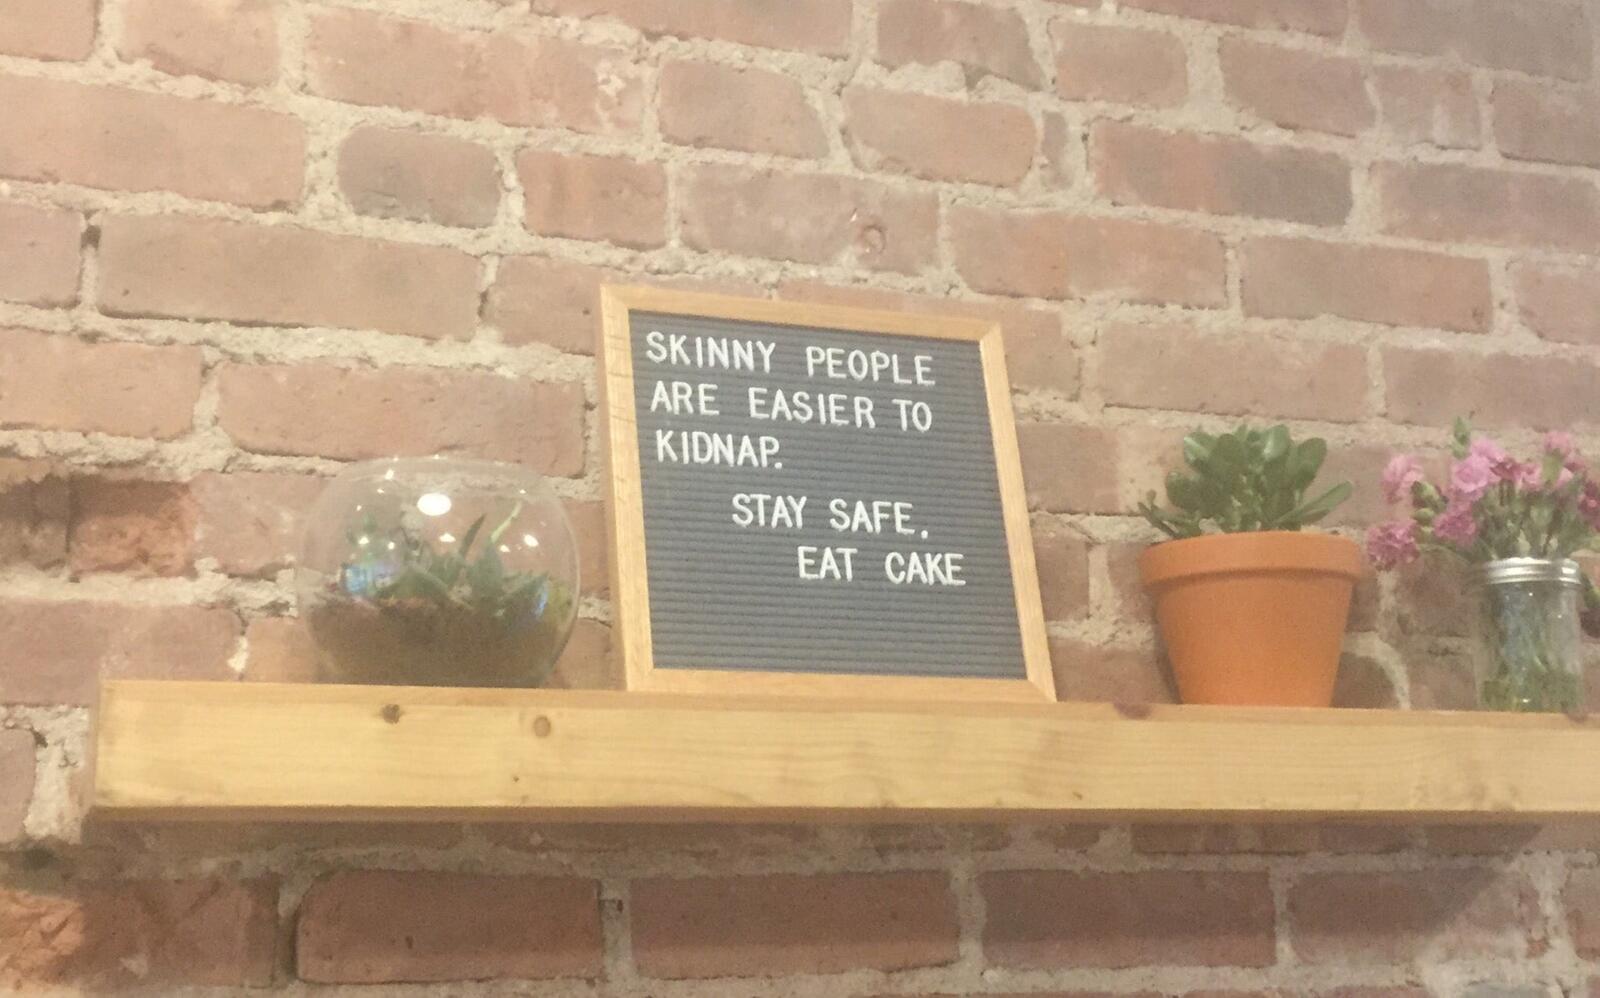 SKINNY PEOPLE
ARE EASIER TO
KIDNAP.
STAY SAFE.
EAT CAKE